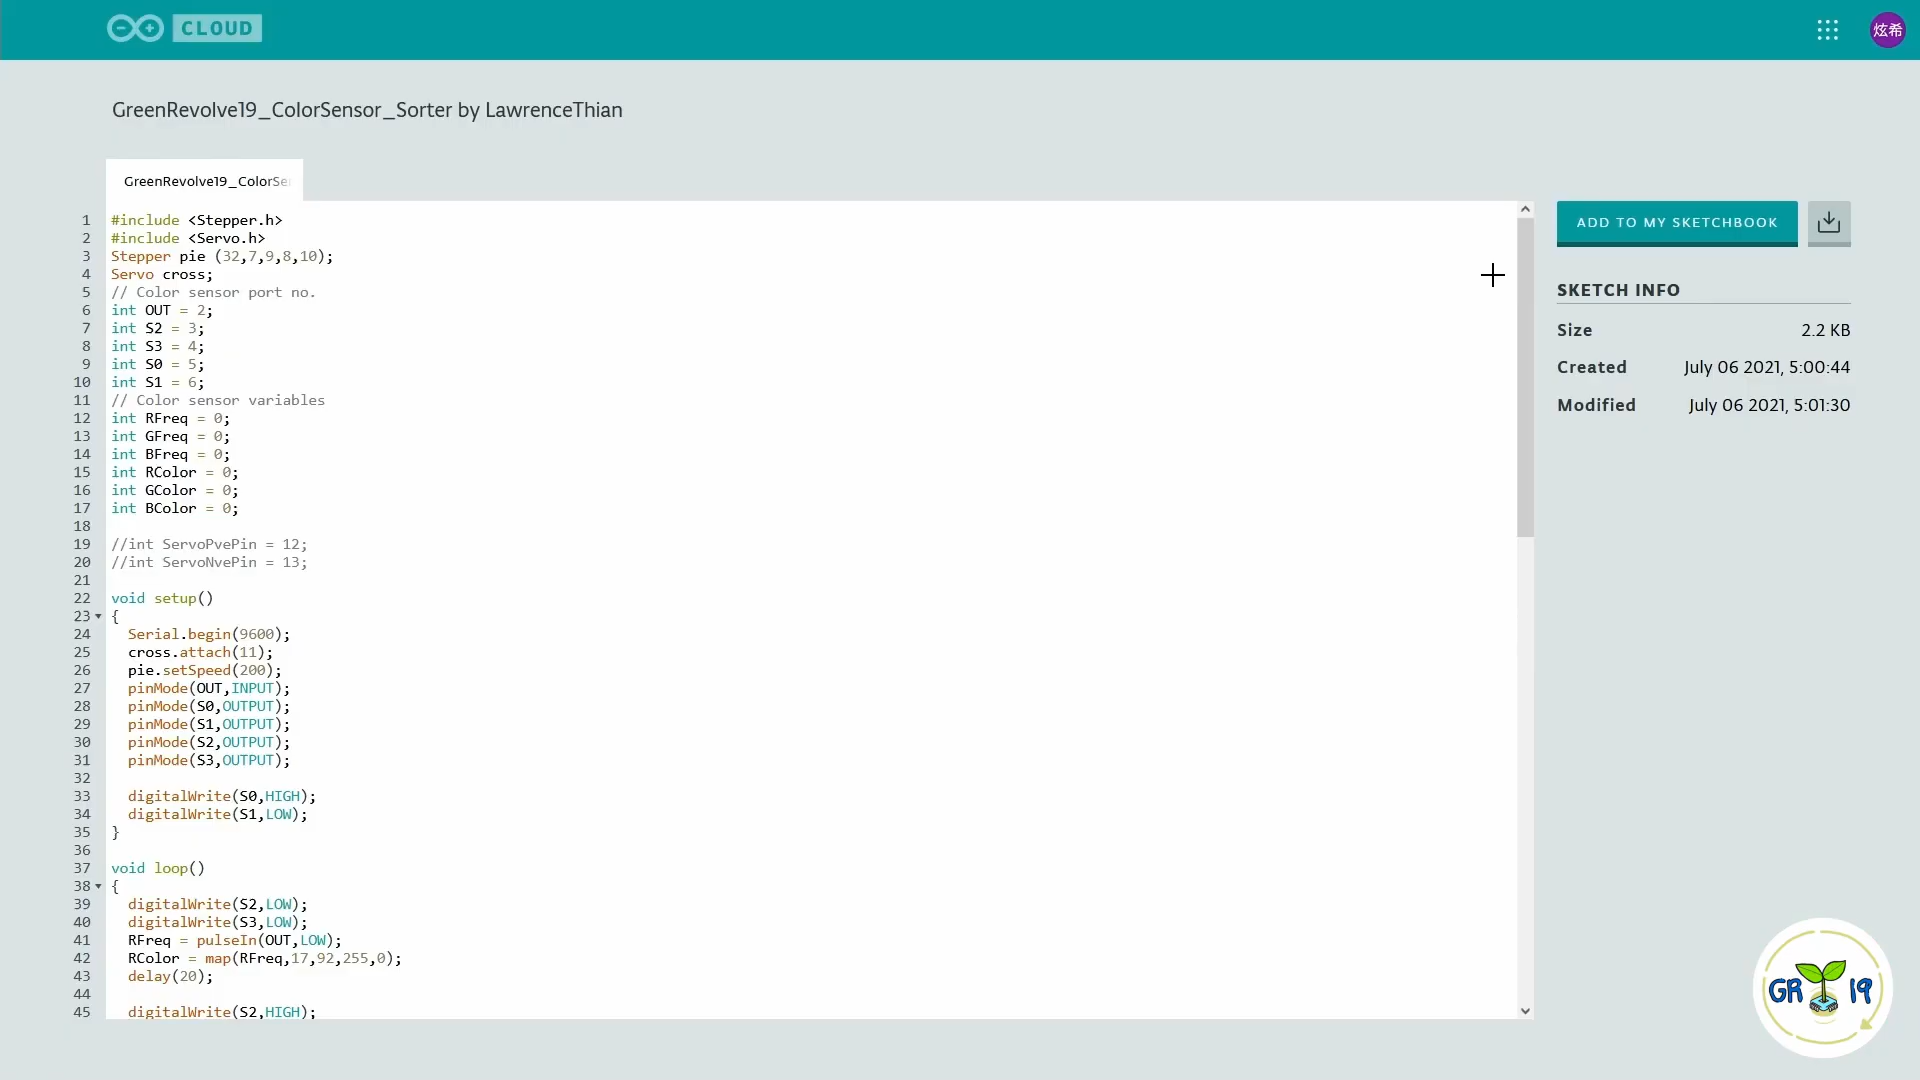 CLOUD
炫希
GreenRevolve19_ColorSensor_Sorter by LawrenceThian
GreenRevolve19_ColorSe
1 #include <Stepper.h>
2 #include <Servo.h>
3 Stepper pie (32,7,9,8,10);
4 Servo cross;
5 // Color sensor port no.
6 int OUT = 2;
7 int S2 = 3;
8 int S3 = 4;
9 int S0 = 5;
10 int S1 = 6;
11 // Color sensor variables
12 int RFreq = 0;
13 int GFreq = 0;
14 int BFreq = 0;
15 int RColor = 0;
16 int GColor = 0;
17 int BColor = 0;
18
19 //int ServoPvePin = 12;
20 //int ServoNvePin = 13;
21
22 void setup()
23 {
24 Serial.begin(9600);
25 cross.attach(11);
26 pie.setSpeed(200);
27 pinMode(OUT,INPUT);
28 pinMode(S0,OUTPUT);
29 pinMode(S1,OUTPUT);
30 pinMode(S2,OUTPUT);
31 pinMode(S3,OUTPUT);
32
33 digitalWrite(S0,HIGH);
34 digitalWrite(S1,LOW);
35 }
36
37 void loop()
38 {
39 digitalWrite(S2,LOW);
40 digitalWrite(S3,LOW);
41 RFreq = pulseIn(OUT,LOW);
42 RColor = map(RFreq,17,92,255,0);
43 delay(20);
44
45 digitalWrite(S2,HIGH);
ADD TO MY SKETCHBOOK
SKETCH INFO
Size 2.2 KB
Created July 06 2021, 5:00:44
Modified July 06 2021, 5:01:30
GR 19